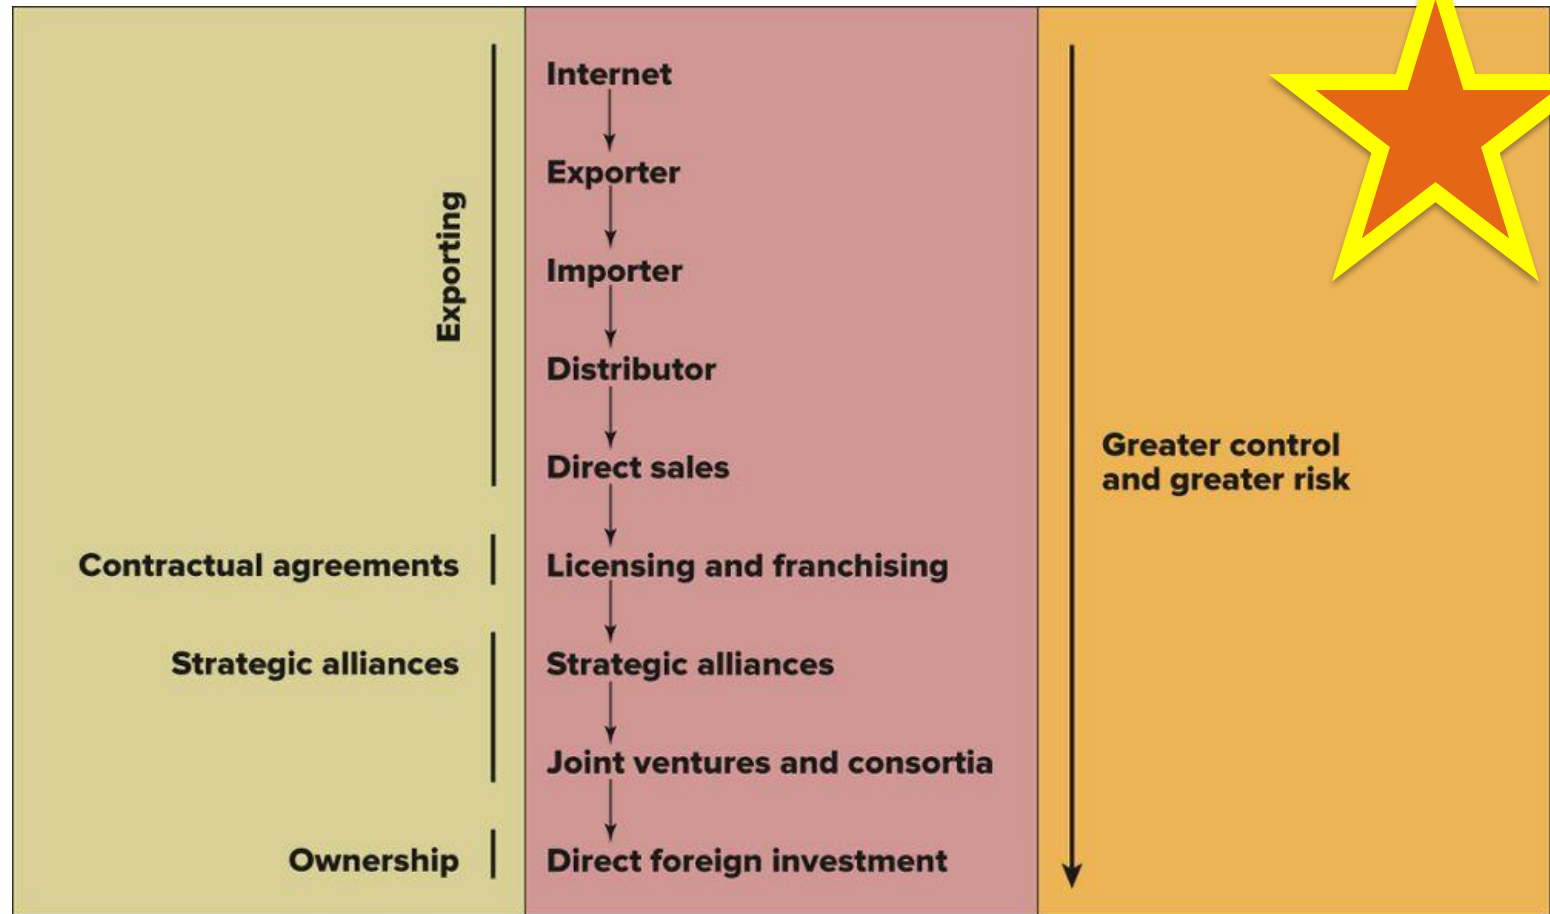 Exporting
Internet
Exporter
Importer
Distributor
Direct sales
Contractual agreements
Licensing and franchising
Strategic alliances
Strategic alliances
Joint ventures and consortia
Ownership
Direct foreign investment
Greater control
and greater risk